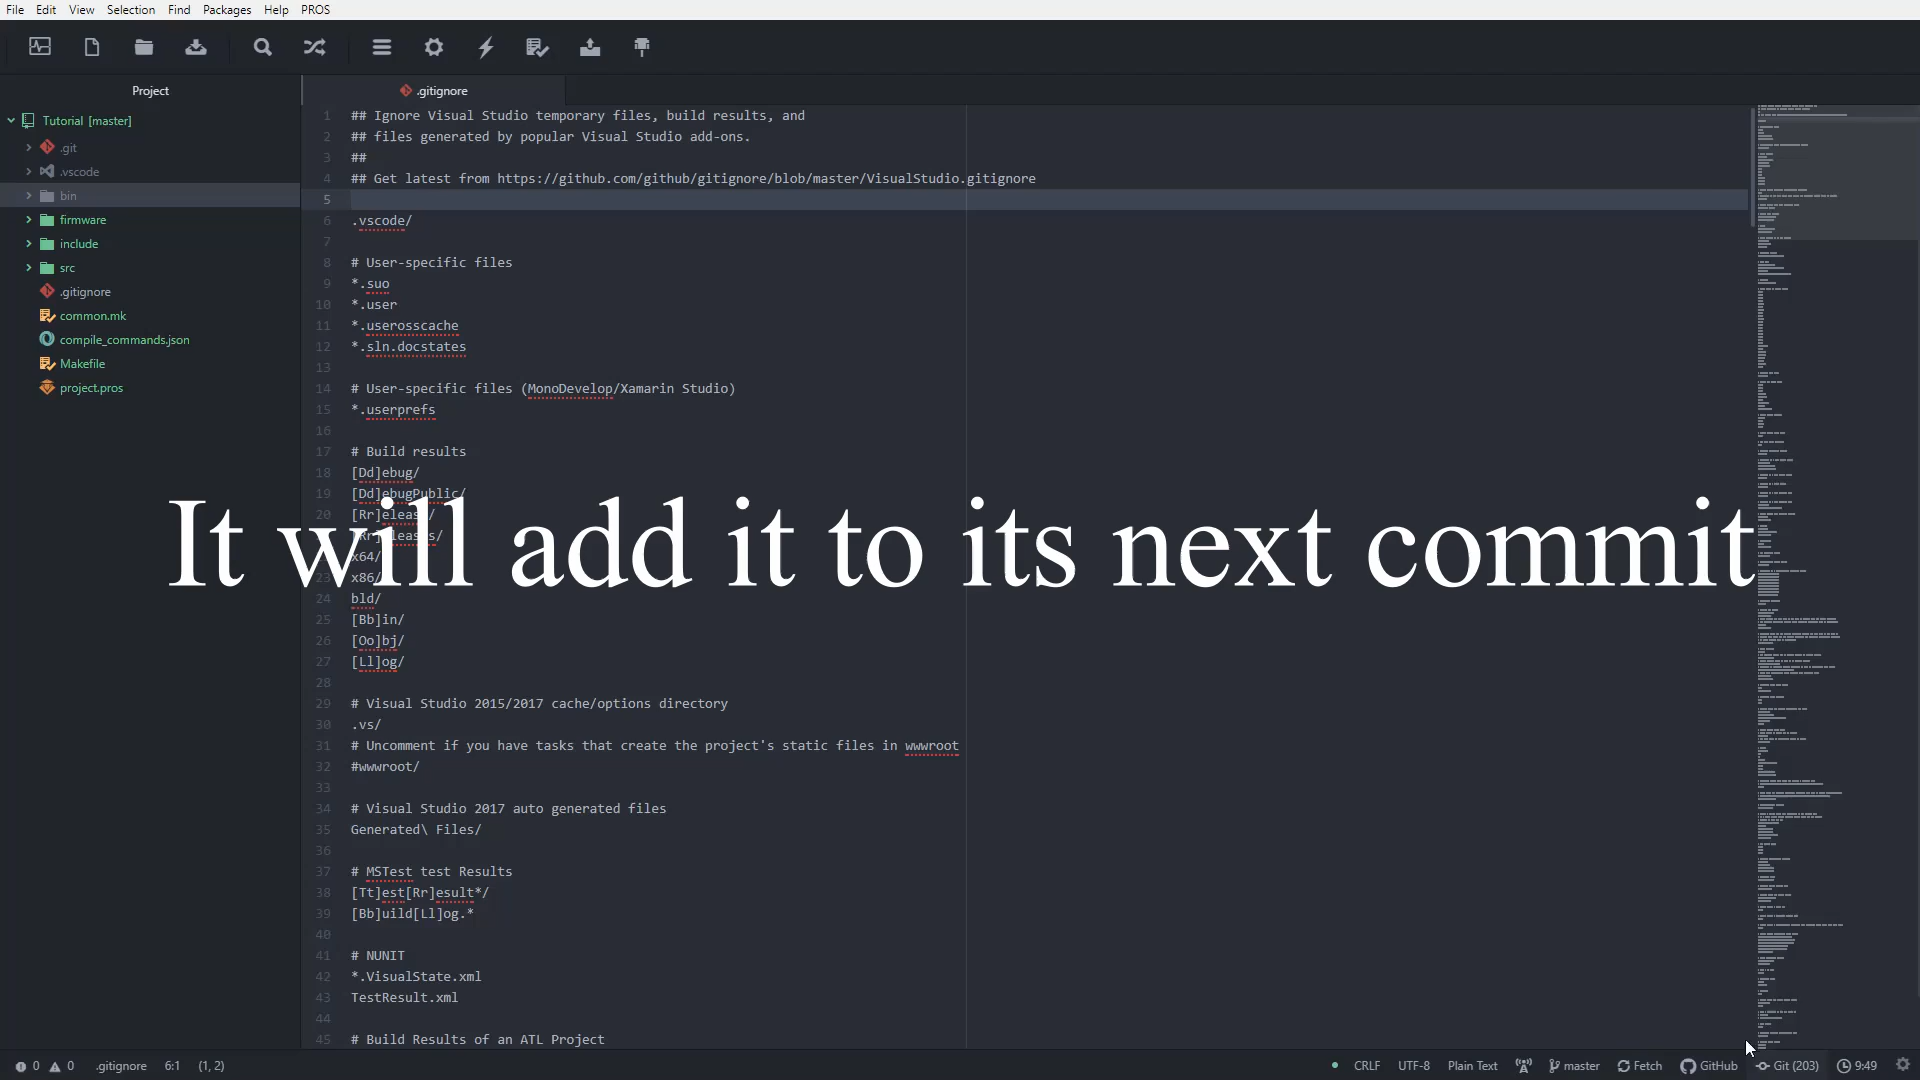 File Edit View Selection Find Packages Help PROS
Project
.gitignore
Tutorial [master]
.git
.vscode
bin
firmware
include
src
.gitignore
common.mk
compile_commands.json
Makefile
project.pros
1 ## Ignore Visual Studio temporary files, build results, and
2 ## files generated by popular Visual Studio add-ons.
3 ##
4 ## Get latest from https://github.com/github/gitignore/blob/master/VisualStudio.gitignore
5
6 .vscode/
7
8 # User-specific files
9 *.suo
10 *.user
11 *.userosscache
12 *.sln.docstates
13
14 # User-specific files (MonoDevelop/Xamarin Studio)
15 *.userprefs
16
17 # Build results
18 [Dd]ebug/
19 [Dd]ebugPublic/
20
x64/
23 x86/
24 bld/
25 [Bb]in/
26 [Oo]bj/
27 [Ll]og/
28
29 # Visual Studio 2015/2017 cache/options directory
30 .vs/
31 # Uncomment if you have tasks that create the project's static files in wwwroot
32 #wwwroot/
33
34 # Visual Studio 2017 auto generated files
35 Generated\ Files/
36
37 # MSTest test Results
38 [Tt]est[Rr]esult*/
39 [Bb]uild[Ll]og.*
40
41 # NUNIT
42 *.VisualState.xml
43 TestResult.xml
44
45 # Build Results of an ATL Project
It will add it to its next commit
0 0 .gitignore 6:1 (1, 2) CRLF UTF-8 Plain Text master Fetch GitHub Git (203) 9:49